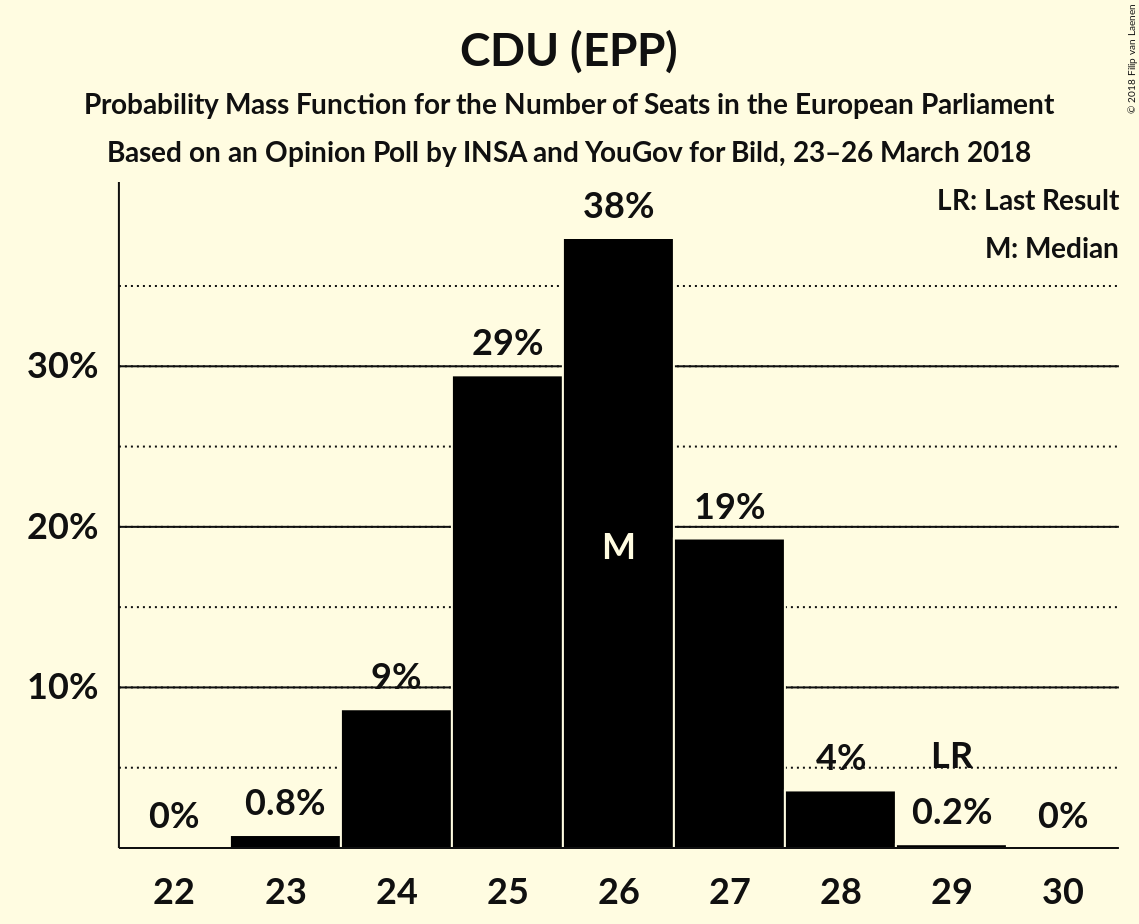 CDU (EPP)
Probability Mass Function for the Number of Seats in the European Parliament
Based on an Opinion Poll by INSA and YouGov for Bild, 23–26 March 2018
© 2018 Filip van Laenen
LR: Last Result
M: Median
38%
29%
30%
19%
20%
M
9%
10%
4%
LR
0%
0.8%
0.2%
0%
22 23 24 25 26 27 28 29 30